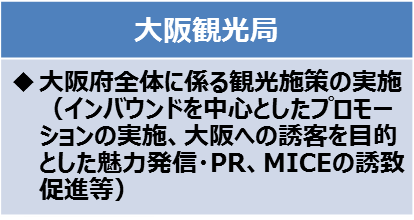 大阪観光局
◆ 大阪府全体に係る観光施策の実施
（インバウンドを中心としたプロモー
ションの実施、大阪への誘客を目的
とした魅力発信・PR、MICEの誘致
促進等）